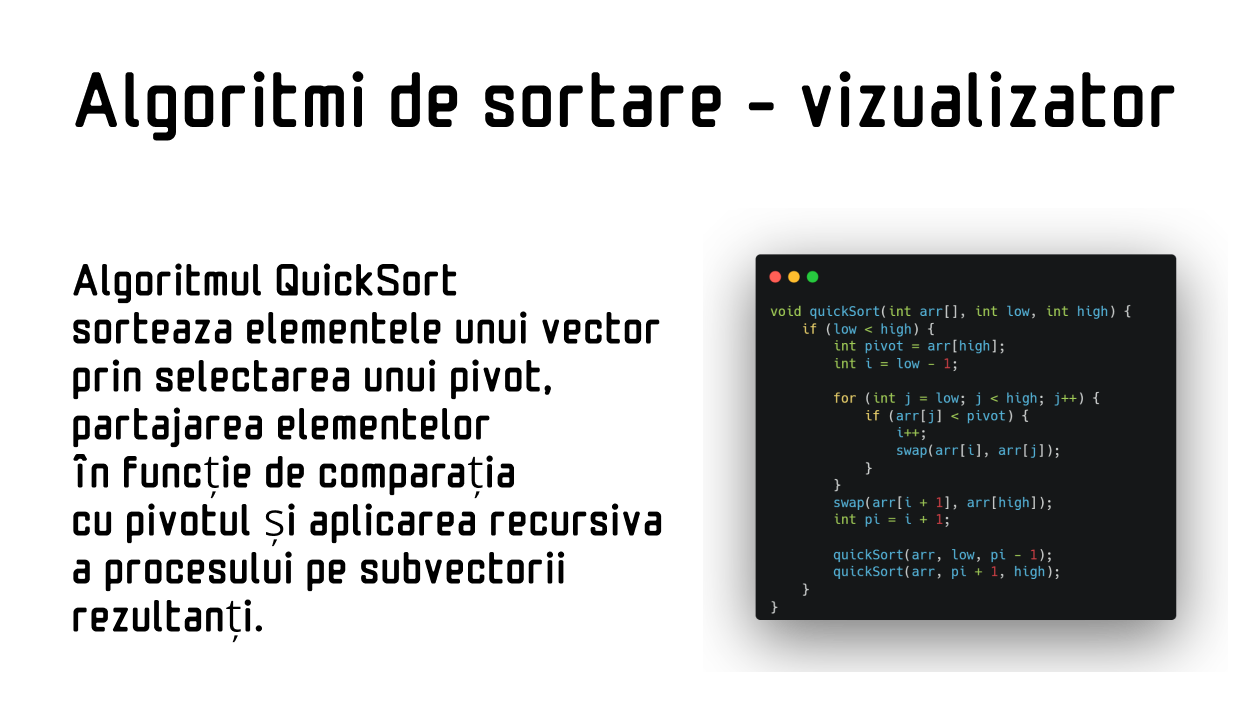 Algoritmi de sortare - vizualizator
Algoritmul QuickSort
sorteaza elementele unui vector
prin selectarea unui pivot,
partajarea elementelor
în funcție de comparația
cu pivotul și aplicarea recursiva
a procesului pe subvectorii
rezultanți.
void quickSort(int arr[], int low, int high) {
    if (low < high) {
        int pivot = arr[high];
        int i = low - 1;
        for (int j = low; j < high; j++) {
            if (arr[j] < pivot) {
                i++;
                swap(arr[i], arr[j]);
            }
        }
        swap(arr[i + 1], arr[high]);
        int pi = i + 1;
        quickSort(arr, low, pi - 1);
        quickSort(arr, pi + 1, high);
    }
}